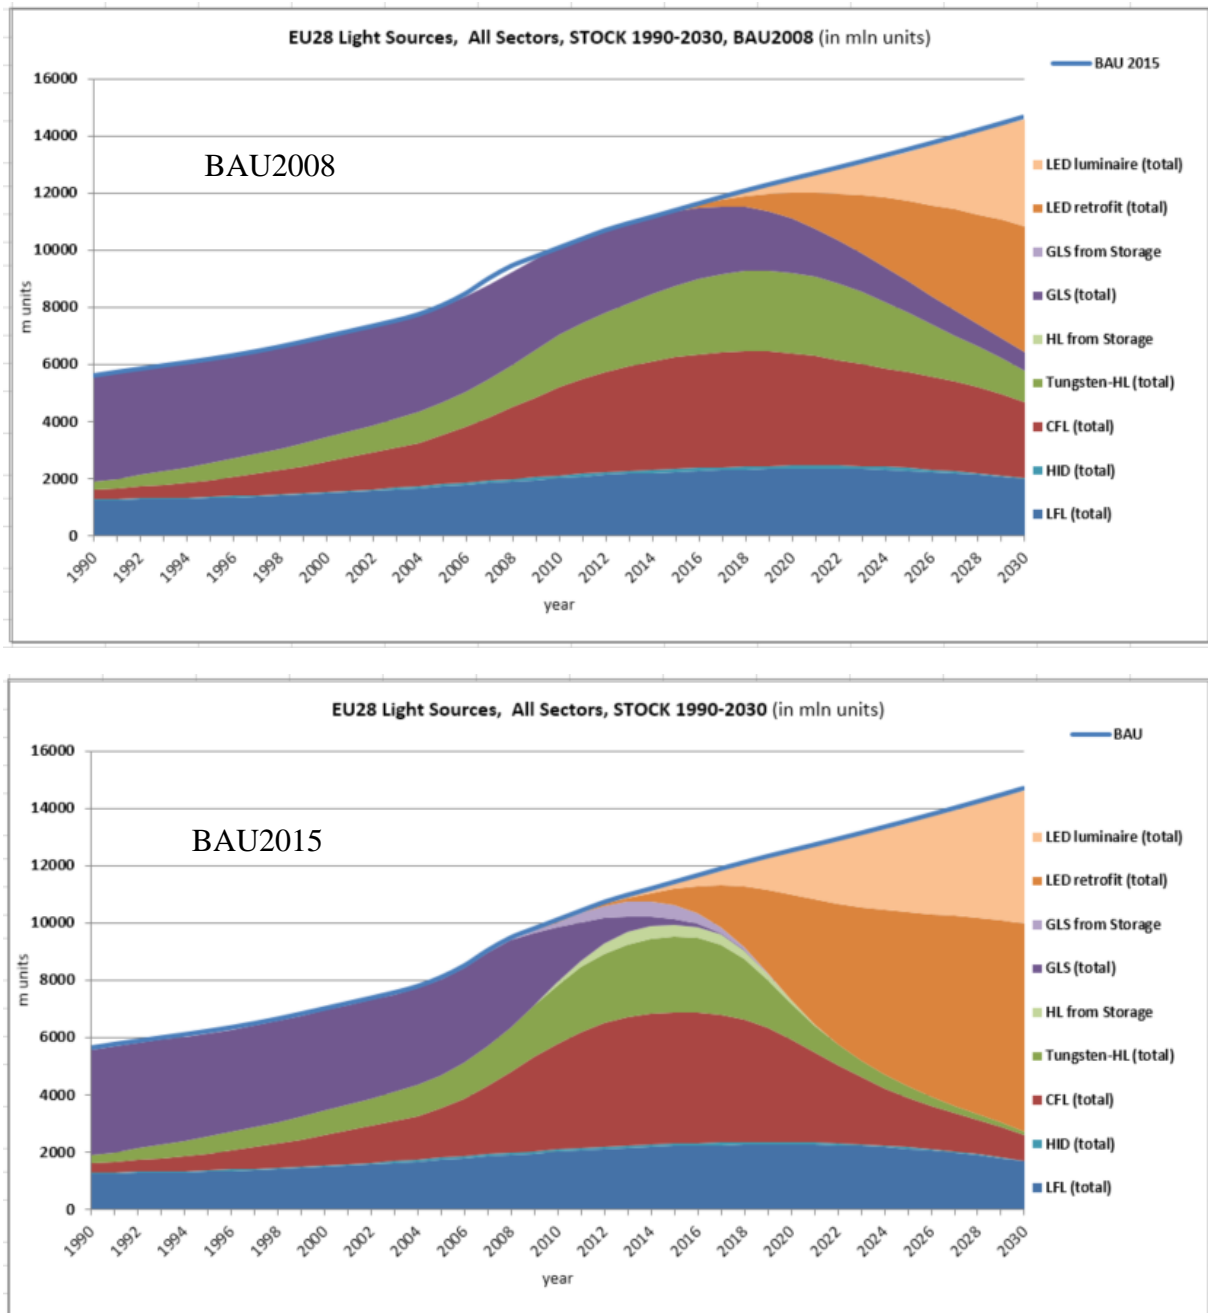 EU28 Light Sources, All Sectors, STOCK 1990-2030, BAU2008 (in mln units)
BAU 2015
16000
14000
12000
10000
8000
6000
4000
2000
0
m units
BAU2008
LED luminaire (total)
LED retrofit (total)
GLS from Storage
GLS (total)
HL from Storage
Tungsten-HL (total)
CFL (total)
HID (total)
LFL (total)
1990 1992 1994 1996 1998 2000 2002 2004 2006 2008 2010 2012 2014 2016 2018 2020 2022 2024 2026 2028 2030
year
EU28 Light Sources, All Sectors, STOCK 1990-2030 (in mln units)
BAU
16000
14000
12000
10000
8000
6000
4000
2000
0
m units
BAU2015
LED luminaire (total)
LED retrofit (total)
GLS from Storage
GLS (total)
HL from Storage
Tungsten-HL (total)
CFL (total)
HID (total)
LFL (total)
1990 1992 1994 1996 1998 2000 2002 2004 2006 2008 2010 2012 2014 2016 2018 2020 2022 2024 2026 2028 2030
year